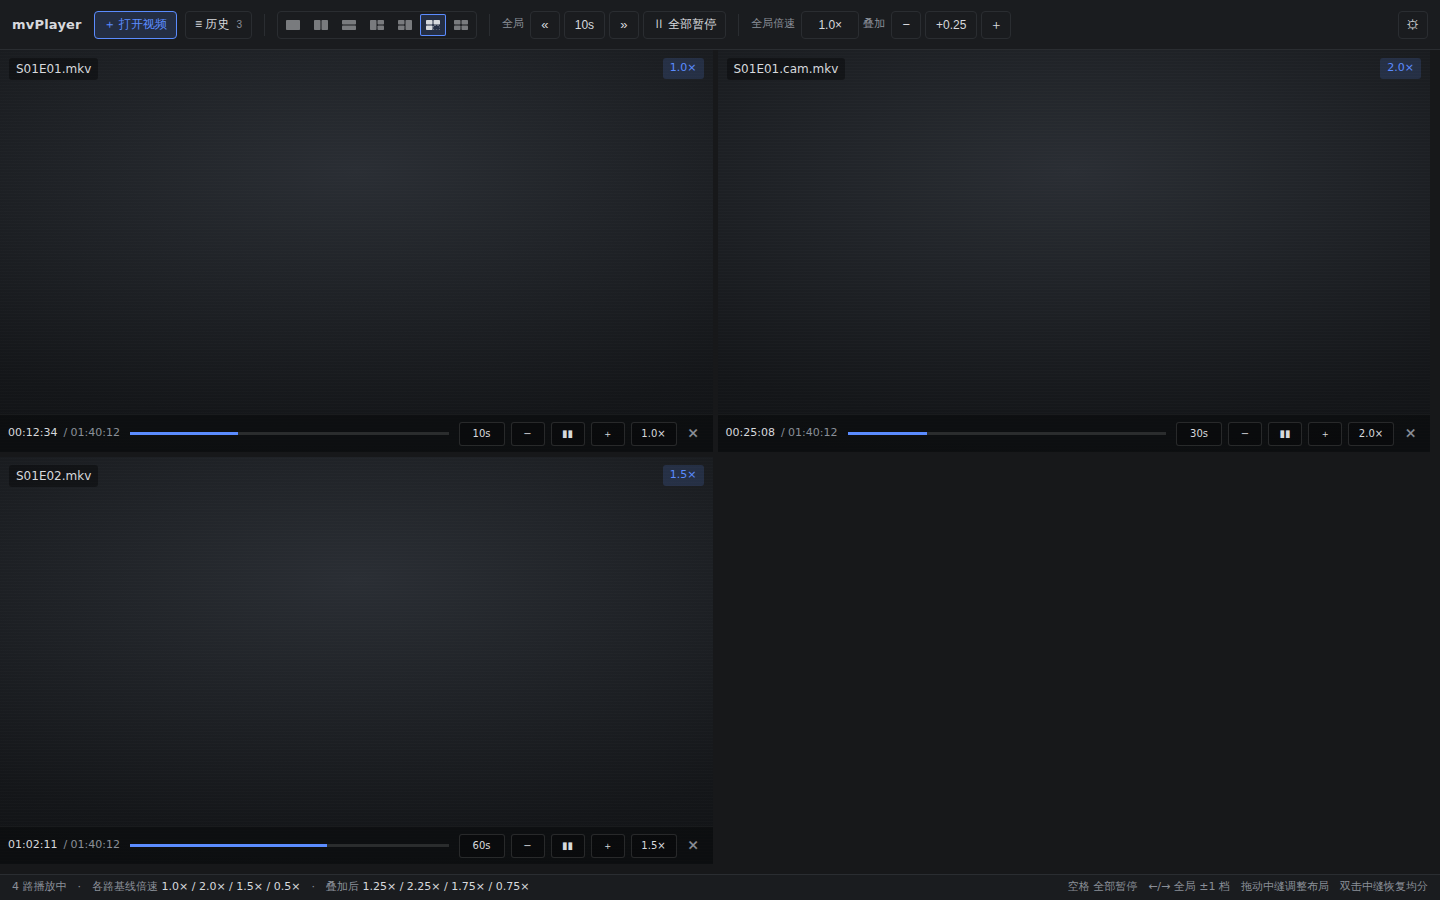 mvPlayer + 打开视频 ≡ 历史 3 全局 « 10s » II 全部暂停 全局倍速 1.0× 叠加 − +0.25 +
S01E01.mkv 1.0× S01E01.cam.mkv 2.0×
00:12:34 / 01:40:12 10s − + 1.0× × 00:25:08 / 01:40:12 30s − + 2.0× ×
S01E02.mkv 1.5×
01:02:11 / 01:40:12 60s − + 1.5× ×
4 路播放中 · 各路基线倍速 1.0× / 2.0× / 1.5× / 0.5× · 叠加后 1.25× / 2.25× / 1.75× / 0.75× 空格 全部暂停 ←/→ 全局 ±1 档 拖动中缝调整布局 双击中缝恢复均分